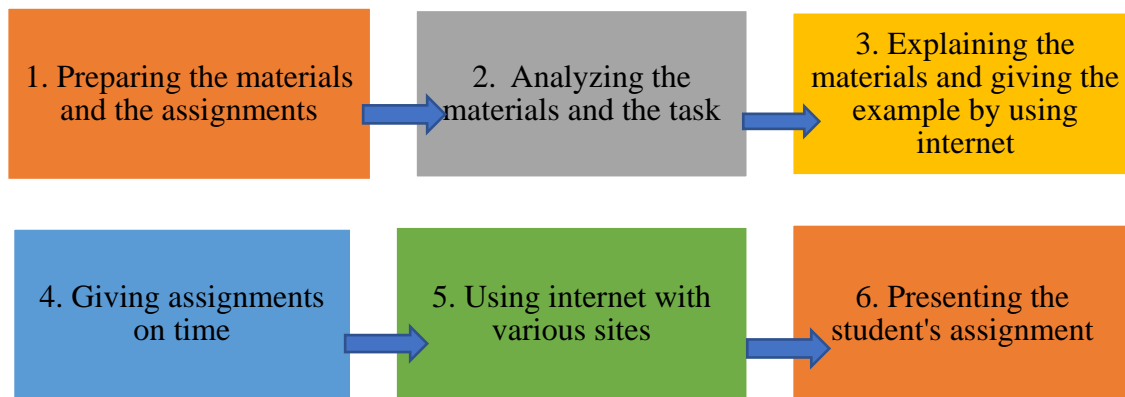 1. Preparing the materials
and the assignments
2. Analyzing the
materials and the task
3. Explaining the
materials and giving the
example by using
internet
4. Giving assignments
on time
5. Using internet with
various sites
6. Presenting the
student's assignment